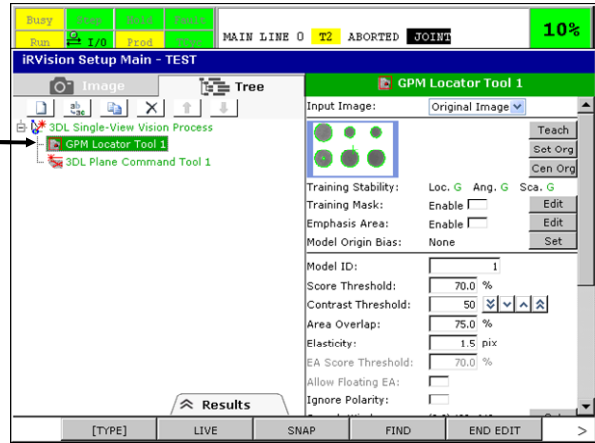 Busy Step Hold Fault
Run I/O Prod TCyc
MAIN LINE 0 T2 ABORTED JOINT
10%
iRVision Setup Main - TEST
Image
Tree
3DL Single-View Vision Process
GPM Locator Tool 1
3DL Plane Command Tool 1
Results
GPM Locator Tool 1
Input Image: Original Image
Teach
Set Org
Cen Org
Training Stability: Loc. G Ang. G Sca. G
Training Mask: Enable Edit
Emphasis Area: Enable Edit
Model Origin Bias: None Set
Model ID: 1
Score Threshold: 70.0 %
Contrast Threshold: 50
Area Overlap: 75.0 %
Elasticity: 1.5 pix
EA Score Threshold: 70.0 %
Allow Floating EA:
Ignore Polarity:
[TYPE] LIVE SNAP FIND END EDIT >